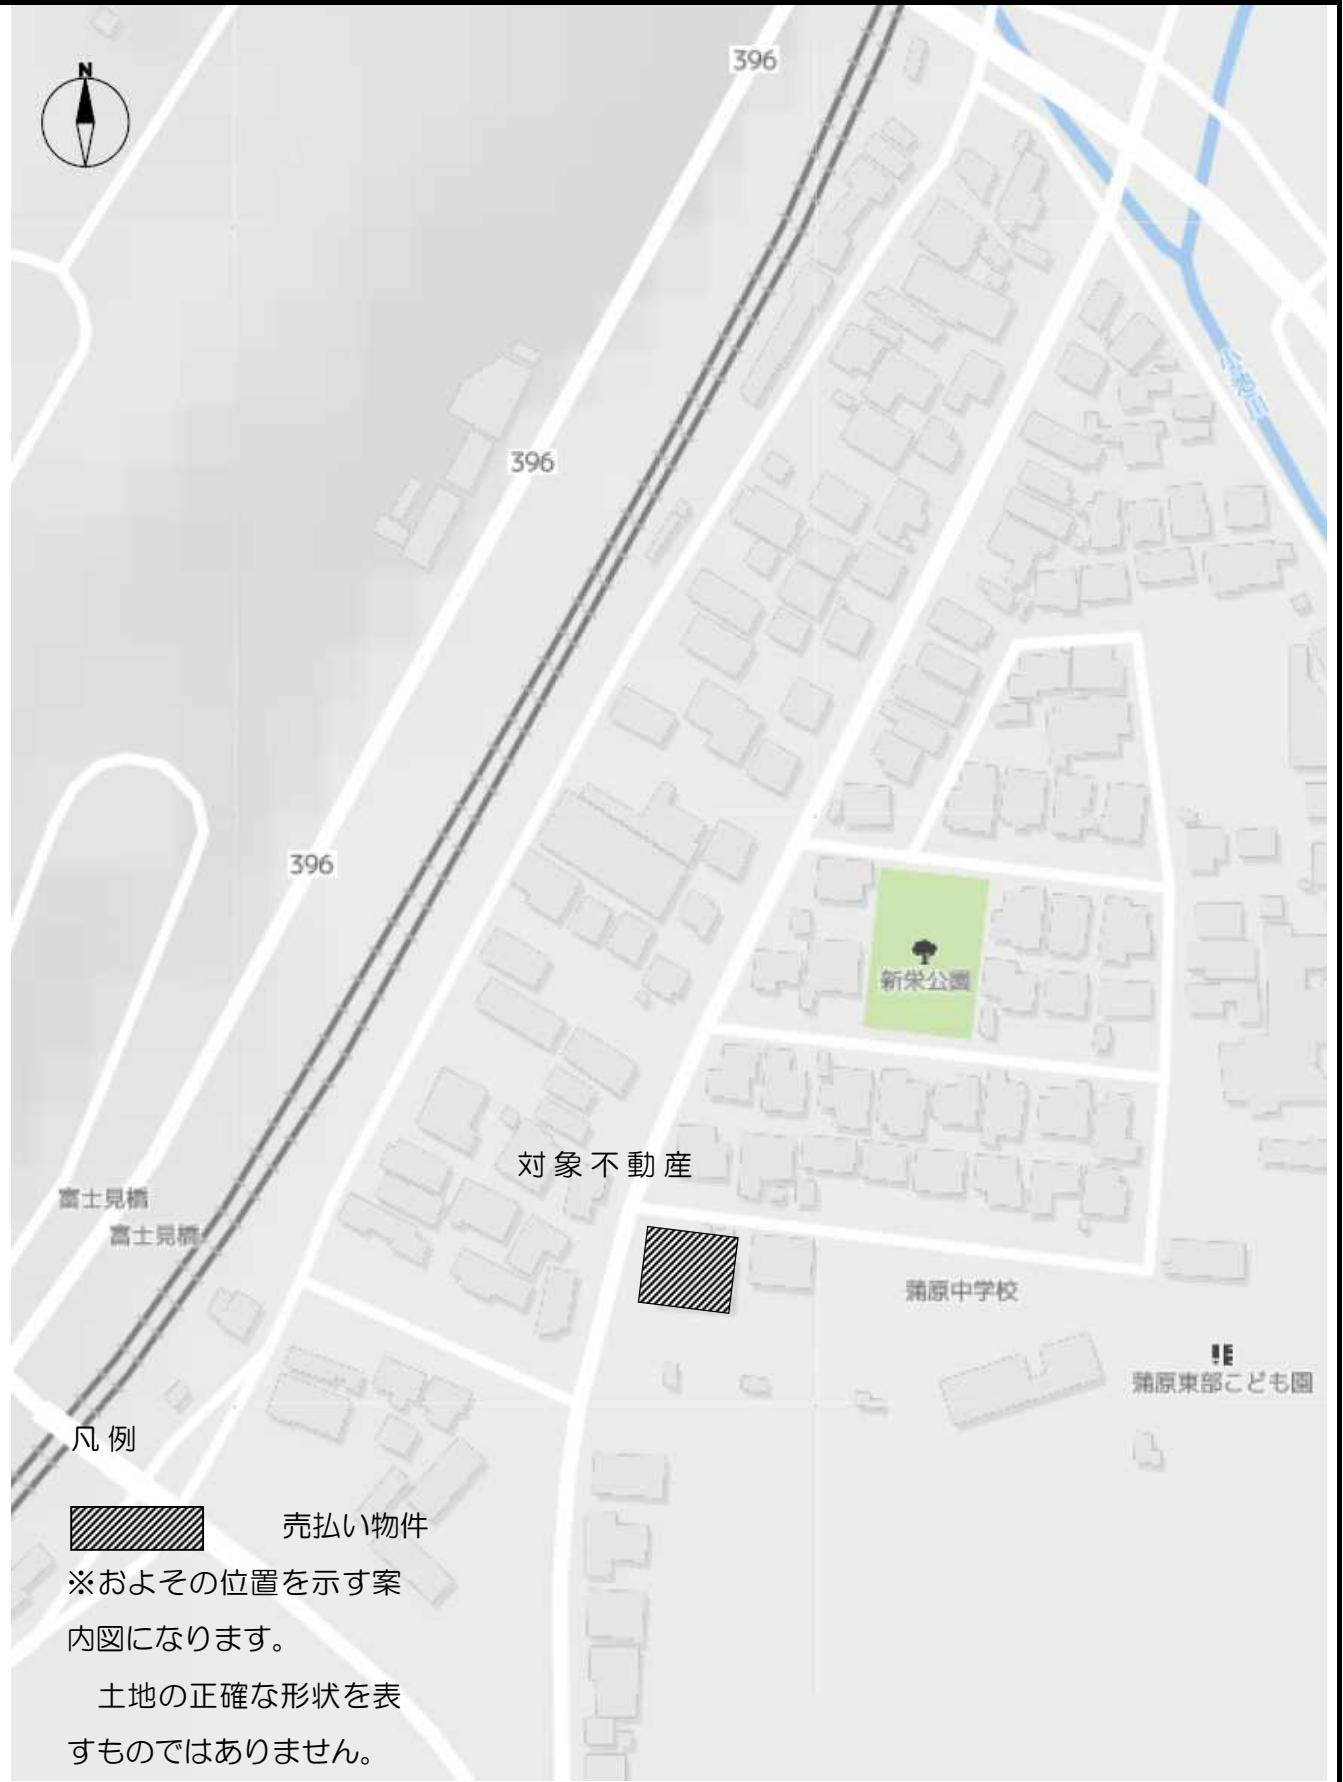 396
N
小池川
396
396
新栄公園
対象不動産
富士見橋
富士見橋
蒲原中学校
蒲原東部こども園
凡例
売払い物件
※およその位置を示す案
内図になります。
　土地の正確な形状を表
すものではありません。